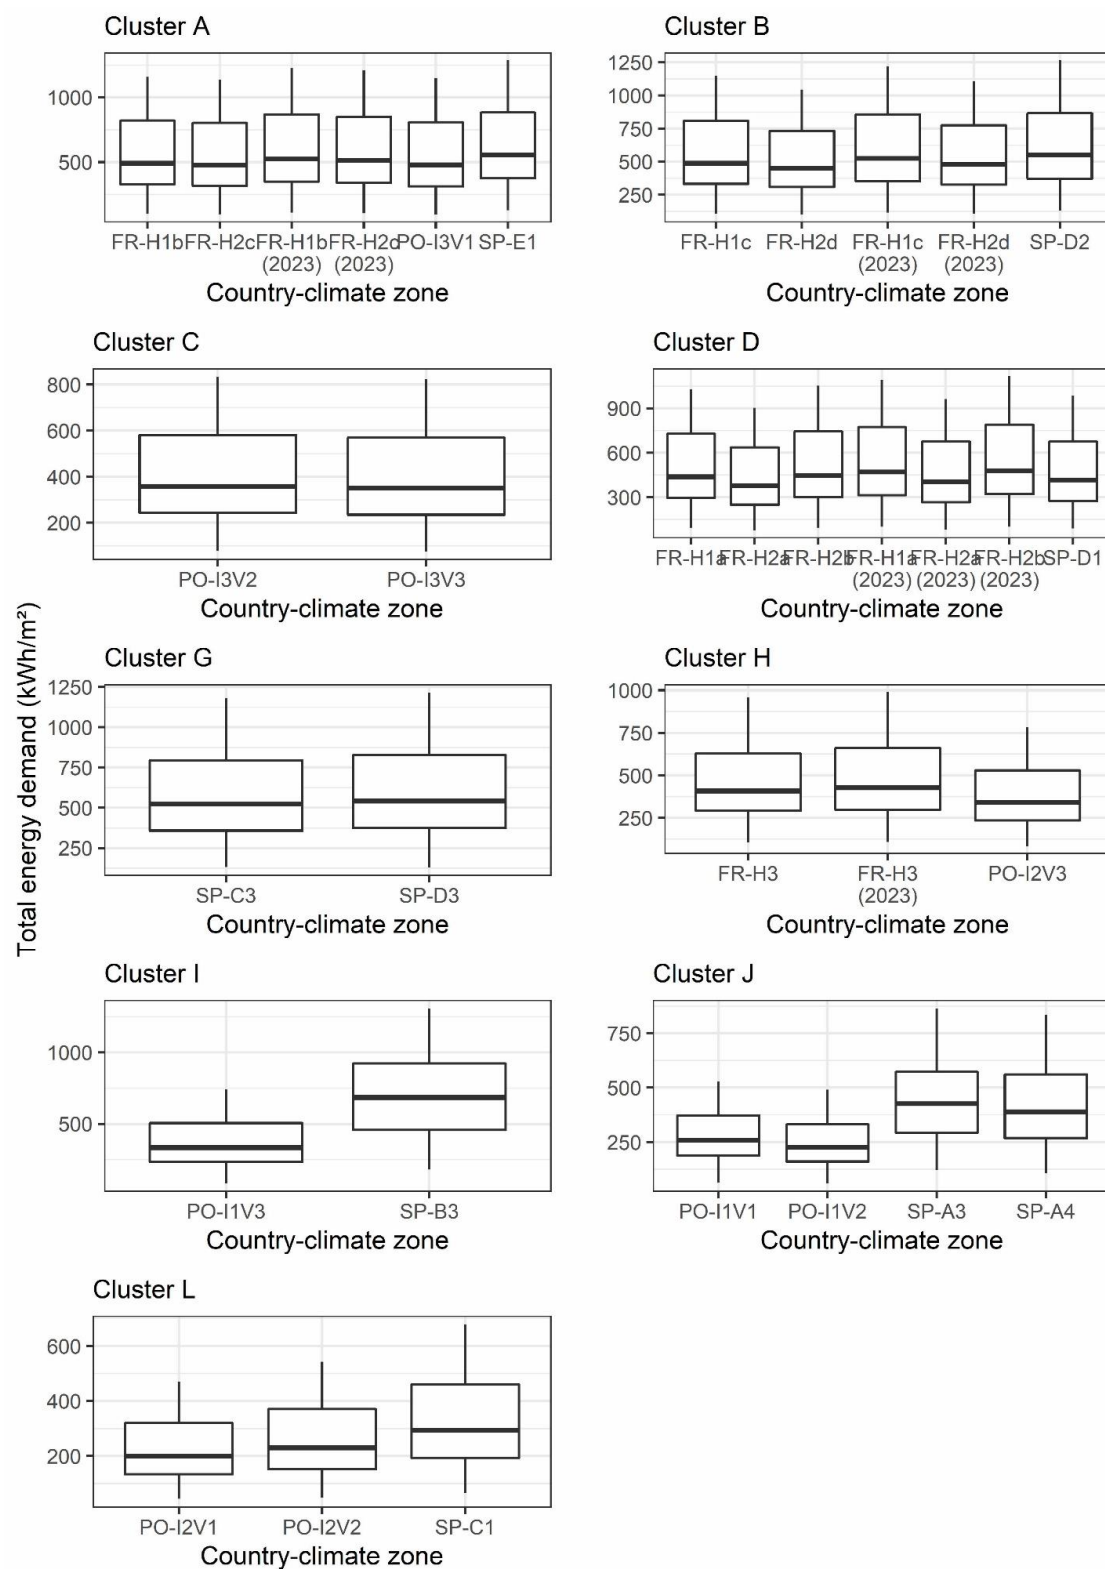 Cluster A
1000
500
FR-H1b FR-H2c FR-H1b FR-H2c PO-I3V1 SP-E1
(2023) (2023)
Country-climate zone
Cluster B
1250
1000
750
500
250
FR-H1c FR-H2d FR-H1c FR-H2d SP-D2
(2023) (2023)
Country-climate zone
Cluster C
800
600
400
200
PO-I3V2 PO-I3V3
Country-climate zone
Cluster D
900
600
300
FR-H1a FR-H2a FR-H2b FR-H1a FR-H2a FR-H2b SP-D1
(2023) (2023) (2023)
Country-climate zone
Total energy demand (kWh/m²)
Cluster G
1250
1000
750
500
250
SP-C3 SP-D3
Country-climate zone
Cluster H
1000
750
500
250
FR-H3 FR-H3 PO-I2V3
(2023)
Country-climate zone
Cluster I
1000
500
PO-I1V3 SP-B3
Country-climate zone
Cluster J
750
500
250
PO-I1V1 PO-I1V2 SP-A3 SP-A4
Country-climate zone
Cluster L
600
400
200
PO-I2V1 PO-I2V2 SP-C1
Country-climate zone